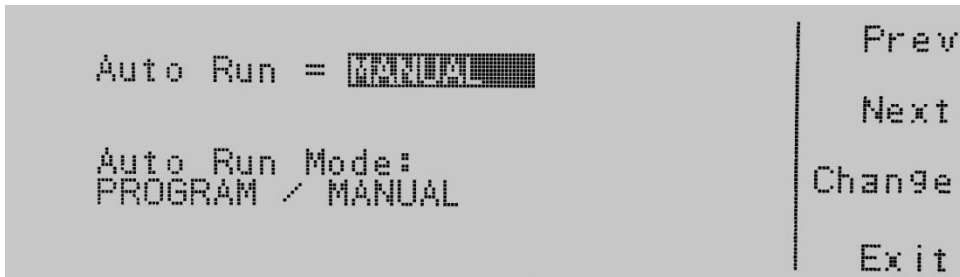 Auto Run = MANUAL
Auto Run Mode:
PROGRAM / MANUAL
Prev
Next
Change
Exit